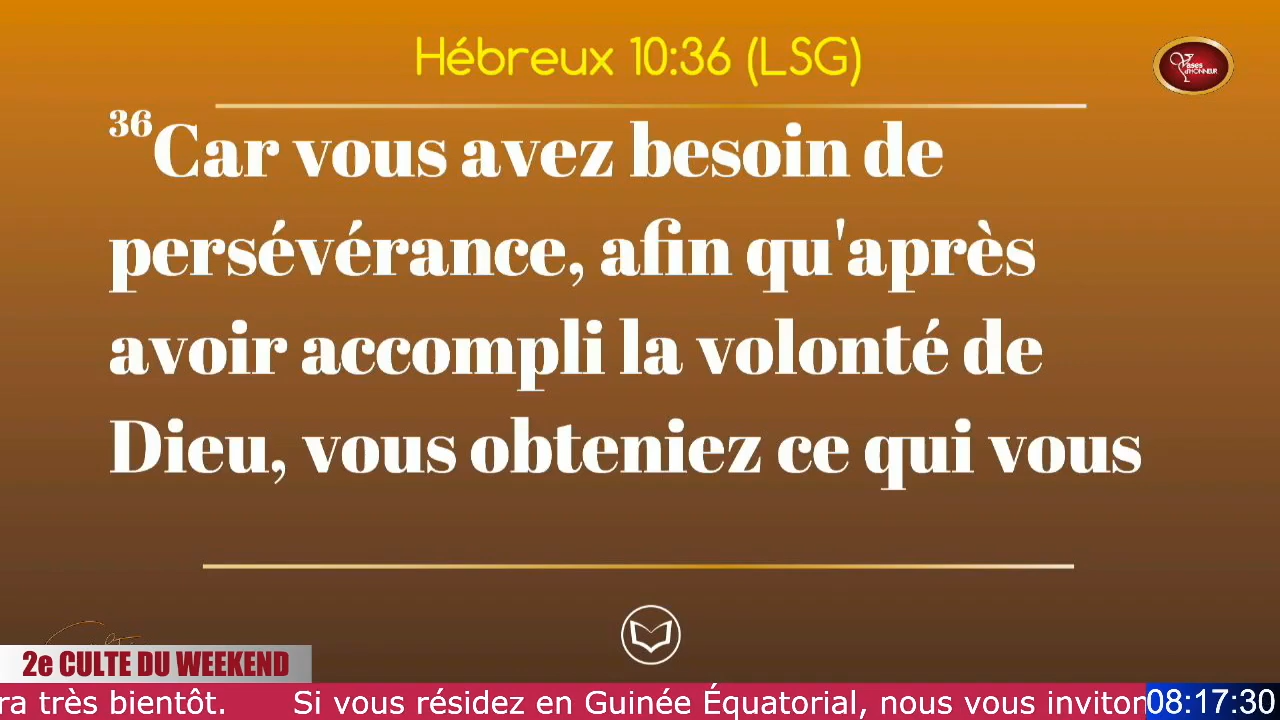 Hébreux 10:36 (LSG)
Vases d'HONNEUR
36Car vous avez besoin de
persévérance, afin qu'après
avoir accompli la volonté de
Dieu, vous obteniez ce qui vous
2e CULTE DU WEEKEND
ra très bientôt. Si vous résidez en Guinée Équatorial, nous vous invitor
08:17:30